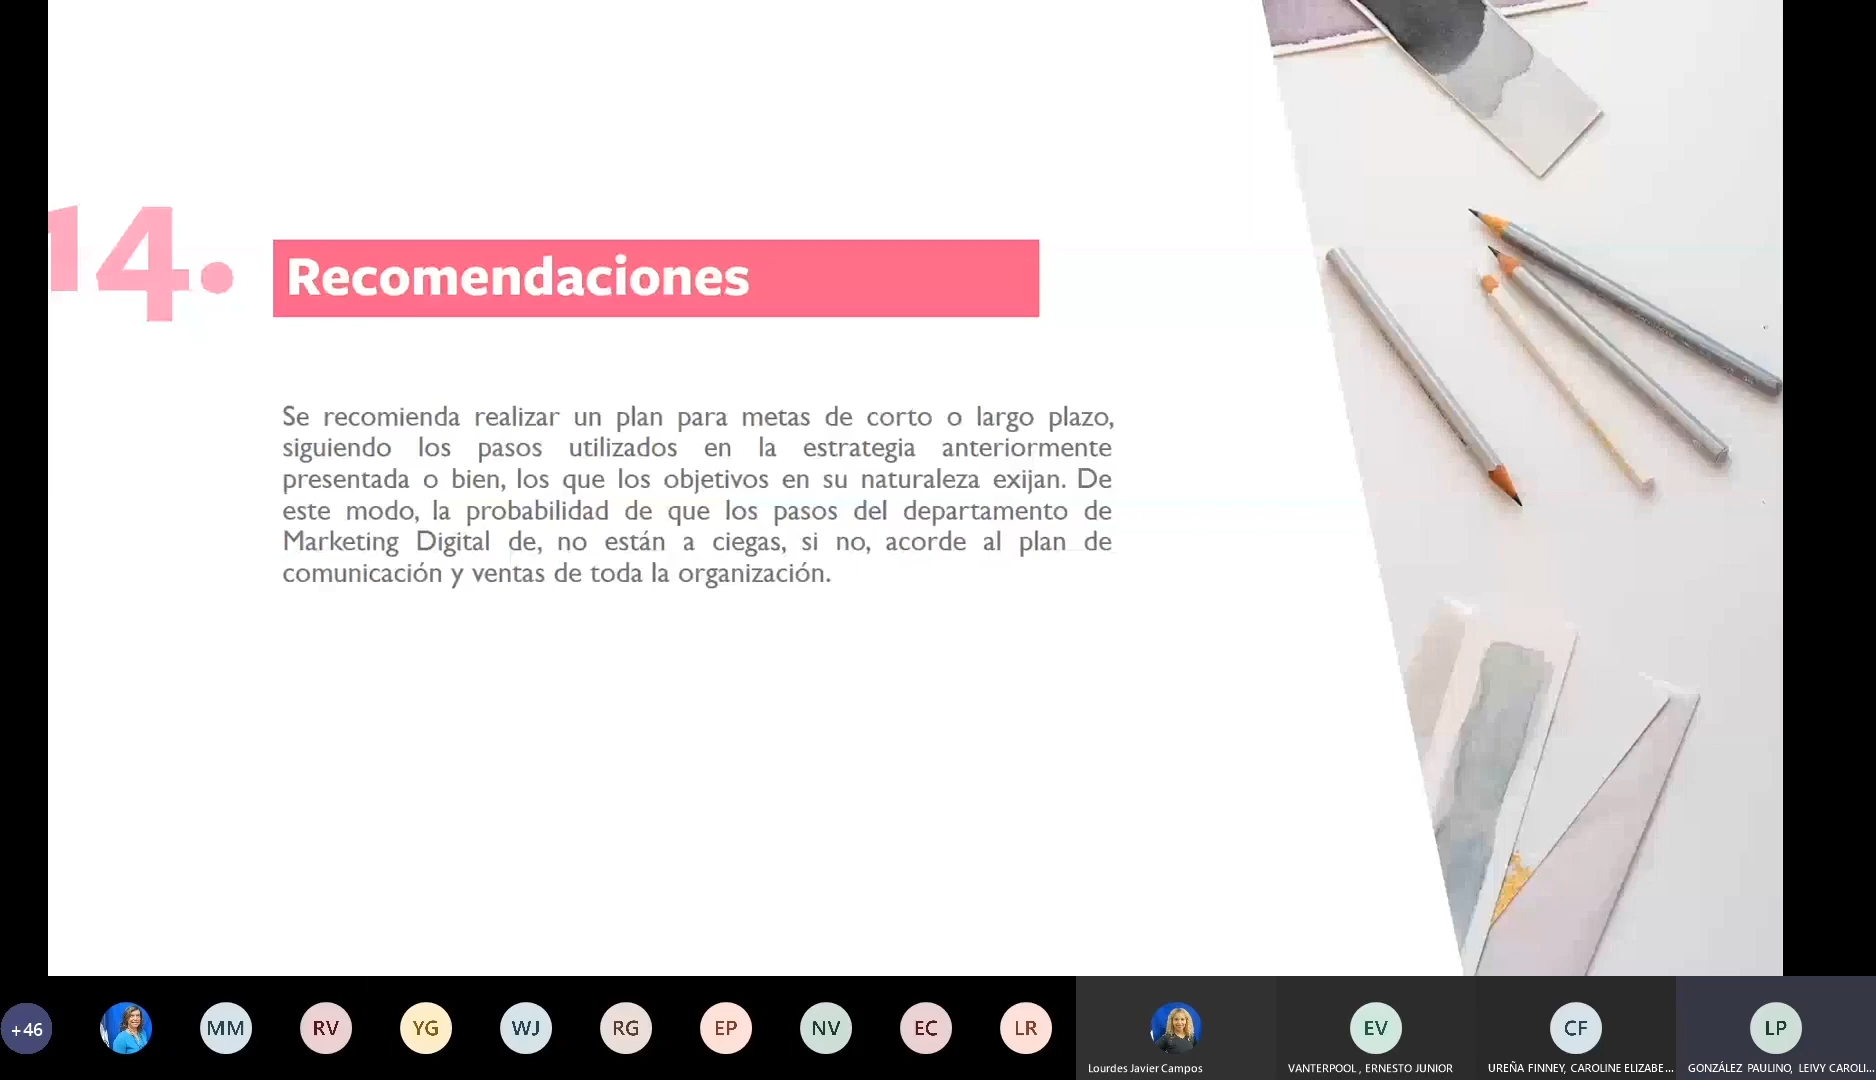 14.
Recomendaciones
Se recomienda realizar un plan para metas de corto o largo plazo,
siguiendo los pasos utilizados en la estrategia anteriormente
presentada o bien, los que los objetivos en su naturaleza exijan. De
este modo, la probabilidad de que los pasos del departamento de
Marketing Digital de, no están a ciegas, si no, acorde al plan de
comunicación y ventas de toda la organización.
+46
MM
RV
YG
WJ
RG
EP
NV
EC
LR
EV
CF
LP
Lourdes Javier Campos
VANTERPOOL , ERNESTO JUNIOR
UREÑA FINNEY, CAROLINE ELIZABE...
GONZÁLEZ PAULINO, LEIVY CAROLI...